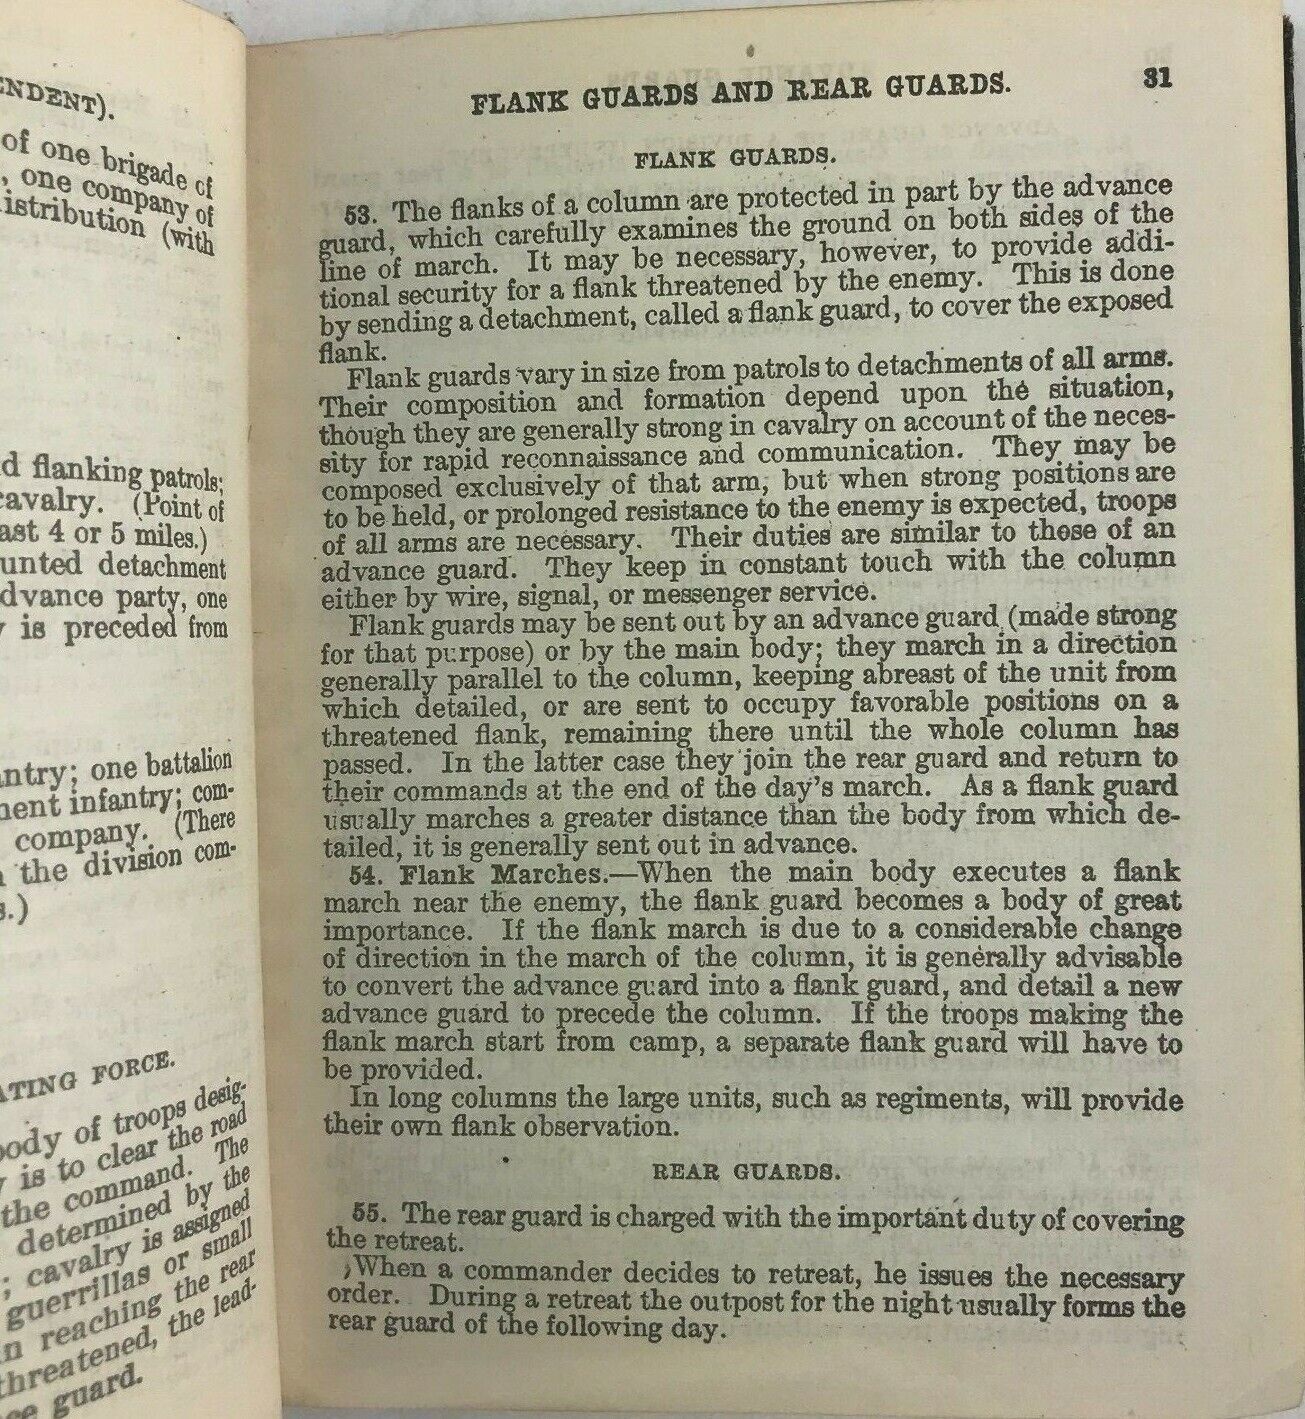 ENDENT).
of one brigade of
, one company of
istribution (with
d flanking patrols;
cavalry. (Point of
ast 4 or 5 miles.)
unted detachment
dvance party, one
y is preceded from
ntry; one battalion
nent infantry; com-
company. (There
the division com-
s.)
ATING FORCE.
body of troops desig-
y is to clear the road
the command. The
determined by the
; cavalry is assigned
guerrillas or small
n reaching the rear
threatened, the lead-
ce guard.
FLANK GUARDS AND REAR GUARDS. 31
FLANK GUARDS.
53. The flanks of a column are protected in part by the advance
guard, which carefully examines the ground on both sides of the
line of march. It may be necessary, however, to provide addi-
tional security for a flank threatened by the enemy. This is done
by sending a detachment, called a flank guard, to cover the exposed
flank.
Flank guards vary in size from patrols to detachments of all arms.
Their composition and formation depend upon the situation,
though they are generally strong in cavalry on account of the neces-
sity for rapid reconnaissance and communication. They may be
composed exclusively of that arm, but when strong positions are
to be held, or prolonged resistance to the enemy is expected, troops
of all arms are necessary. Their duties are similar to those of an
advance guard. They keep in constant touch with the column
either by wire, signal, or messenger service.
Flank guards may be sent out by an advance guard (made strong
for that purpose) or by the main body; they march in a direction
generally parallel to the column, keeping abreast of the unit from
which detailed, or are sent to occupy favorable positions on a
threatened flank, remaining there until the whole column has
passed. In the latter case they join the rear guard and return to
their commands at the end of the day's march. As a flank guard
usually marches a greater distance than the body from which de-
tailed, it is generally sent out in advance.
54. Flank Marches.—When the main body executes a flank
march near the enemy, the flank guard becomes a body of great
importance. If the flank march is due to a considerable change
of direction in the march of the column, it is generally advisable
to convert the advance guard into a flank guard, and detail a new
advance guard to precede the column. If the troops making the
flank march start from camp, a separate flank guard will have to
be provided.
In long columns the large units, such as regiments, will provide
their own flank observation.
REAR GUARDS.
55. The rear guard is charged with the important duty of covering
the retreat.
When a commander decides to retreat, he issues the necessary
order. During a retreat the outpost for the night usually forms the
rear guard of the following day.